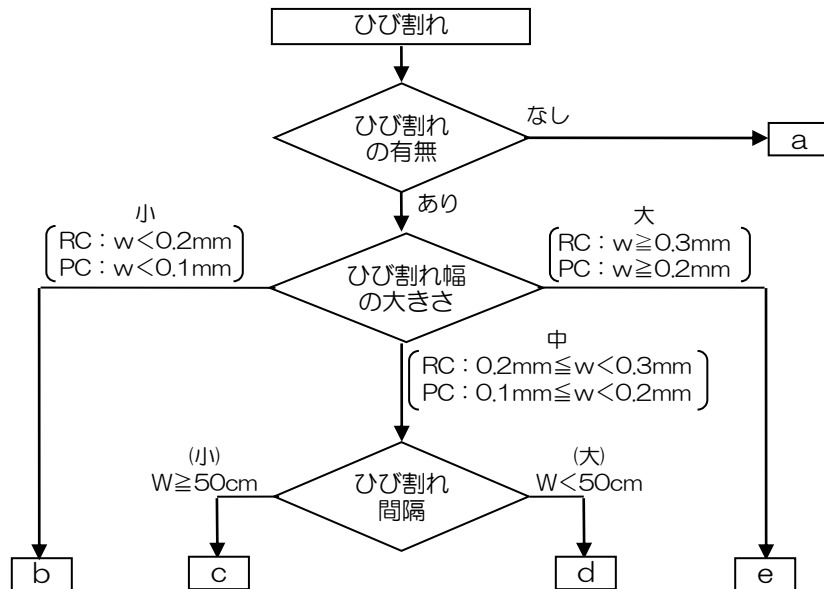 ひび割れ
ひび割れ
の有無
なし
a
あり
小
RC：w＜0.2mm
PC：w＜0.1mm
大
RC：w≧0.3mm
PC：w≧0.2mm
ひび割れ幅
の大きさ
中
RC：0.2mm≦w＜0.3mm
PC：0.1mm≦w＜0.2mm
(小)
W≧50cm
ひび割れ
間隔
(大)
W＜50cm
b
c
d
e